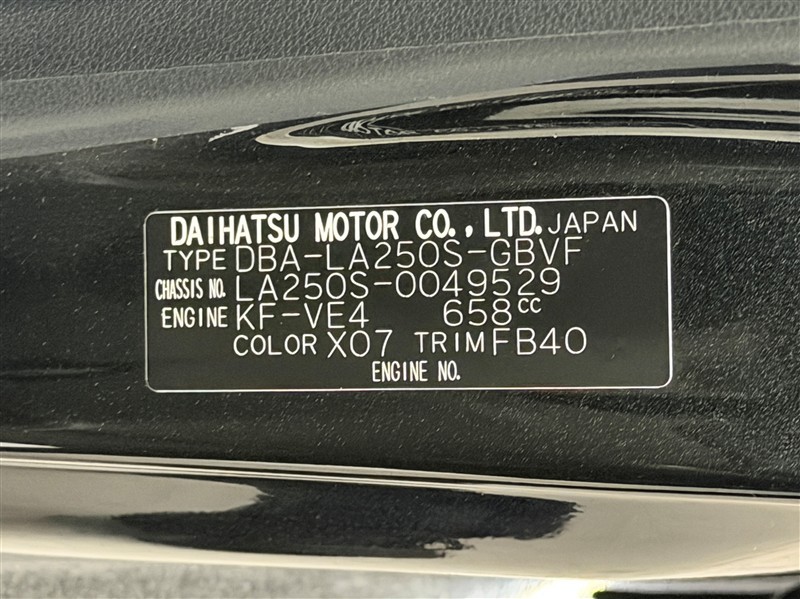 DAIHATSU MOTOR CO., LTD. JAPAN
TYPE DBA-LA250S-GBVF
CHASSIS NO. LA250S-0049529
ENGINE KF-VE4 658cc
COLOR X07 TRIM FB40
ENGINE NO.